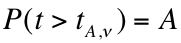 P(t > t_{A,ν}) = A